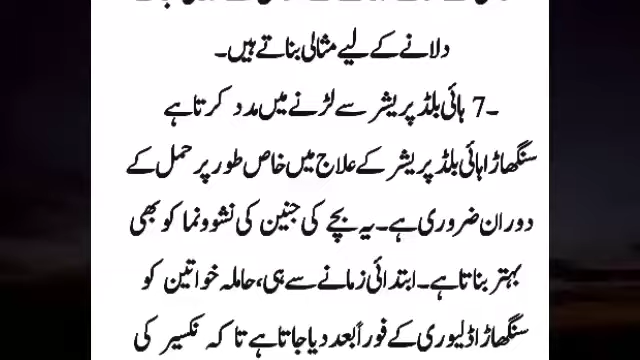 دلانے کے لیے مثالی بناتے ہیں۔
۔7 ہائی بلڈ پریشر سے لڑنے میں مدد کرتا ہے
سنگھاڑا ہائی بلڈ پریشر کے علاج میں خاص طور پر حمل کے
دوران ضروری ہے۔ یہ بچے کی جنین کی نشوونما کو بھی
بہتر بناتا ہے۔ ابتدائی زمانے سے ہی، حاملہ خواتین کو
سنگھاڑا ڈلیوری کے فوراً بعد دیا جاتا ہے تا کہ نکسیر کی